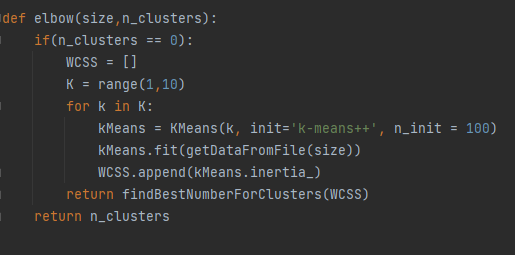 def elbow(size,n_clusters):
    if(n_clusters == 0):
        WCSS = []
        K = range(1,10)
        for k in K:
            kMeans = KMeans(k, init='k-means++', n_init = 100)
            kMeans.fit(getDataFromFile(size))
            WCSS.append(kMeans.inertia_)
        return findBestNumberForClusters(WCSS)
    return n_clusters